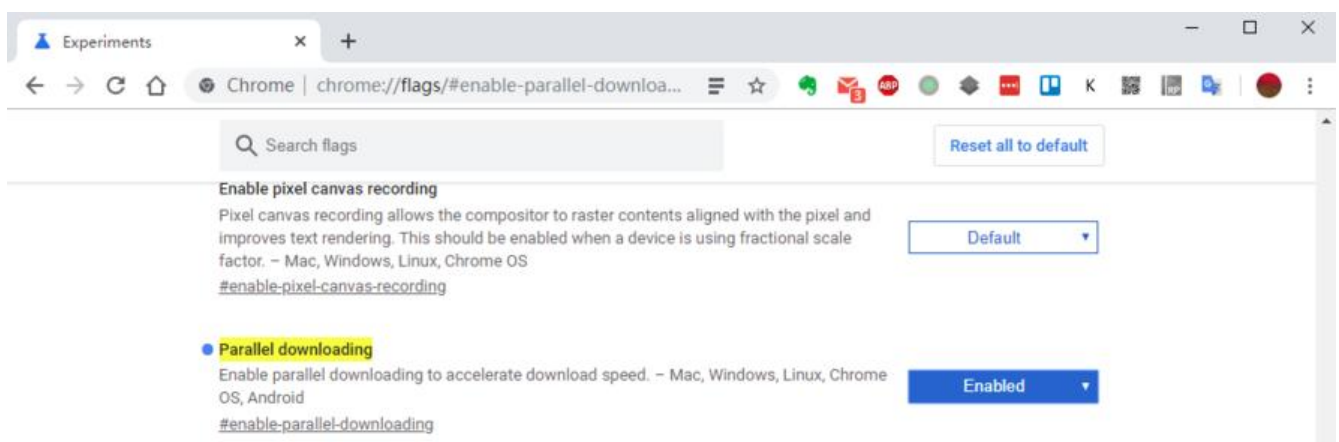 Experiments
Chrome | chrome://flags/#enable-parallel-downloa...
3
ABP
K
RP
Search flags
Reset all to default
Enable pixel canvas recording
Pixel canvas recording allows the compositor to raster contents aligned with the pixel and
improves text rendering. This should be enabled when a device is using fractional scale
factor. – Mac, Windows, Linux, Chrome OS
#enable-pixel-canvas-recording
Default
Parallel downloading
Enable parallel downloading to accelerate download speed. – Mac, Windows, Linux, Chrome
OS, Android
#enable-parallel-downloading
Enabled